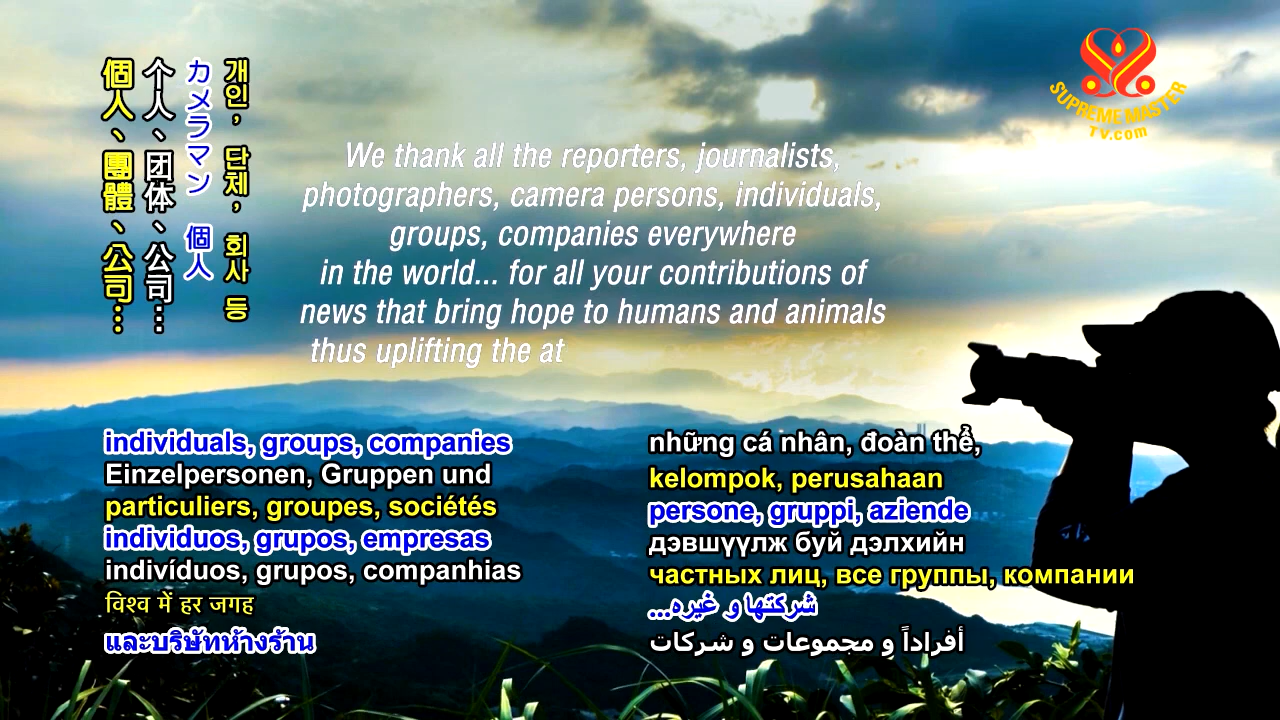 個人、團體、公司…
个人、团体、公司…
カメラマン 個人
개인, 단체, 회사 등
SUPREME MASTER
TV.com
We thank all the reporters, journalists,
photographers, camera persons, individuals,
groups, companies everywhere
in the world... for all your contributions of
news that bring hope to humans and animals
thus uplifting the at
individuals, groups, companies
Einzelpersonen, Gruppen und
particuliers, groupes, sociétés
individuos, grupos, empresas
indivíduos, grupos, companhias
विश्व में हर जगह
และบริษัทห้างร้าน
những cá nhân, đoàn thể,
kelompok, perusahaan
persone, gruppi, aziende
дэвшүүлж буй дэлхийн
частных лиц, все группы, компании
شرکتها و غیره...
أفراداً و مجموعات و شركات